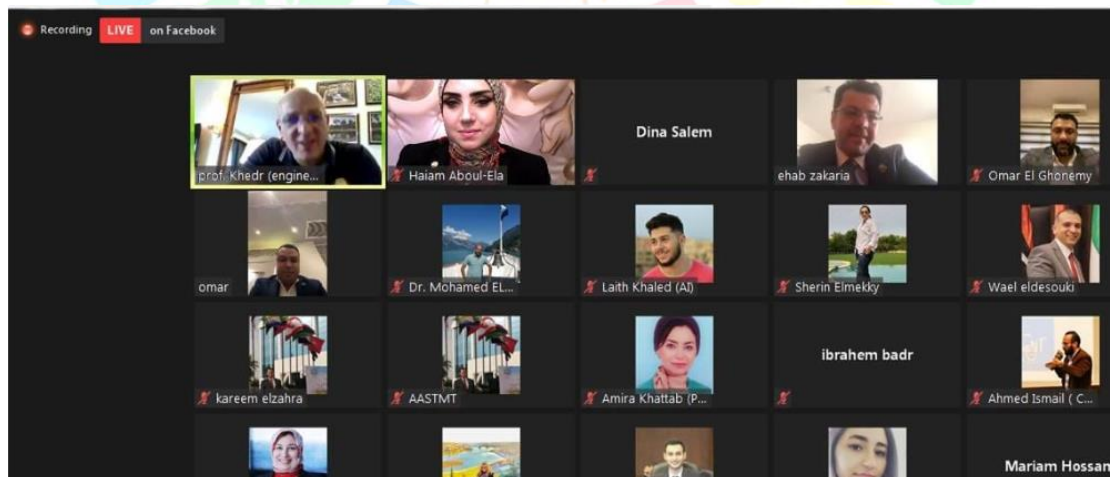 Recording LIVE on Facebook
prof. Khedr (engine...
Haiam Aboul-Ela
Dina Salem
ehab zakaria
Omar El Ghonemy
omar
Dr. Mohamed EL...
Laith Khaled (AI)
Sherin Elmekky
Wael eldesouki
kareem elzahra
AASTMT
Amira Khattab (P...
ibrahem badr
Ahmed Ismail ( C...
Mariam Hossan